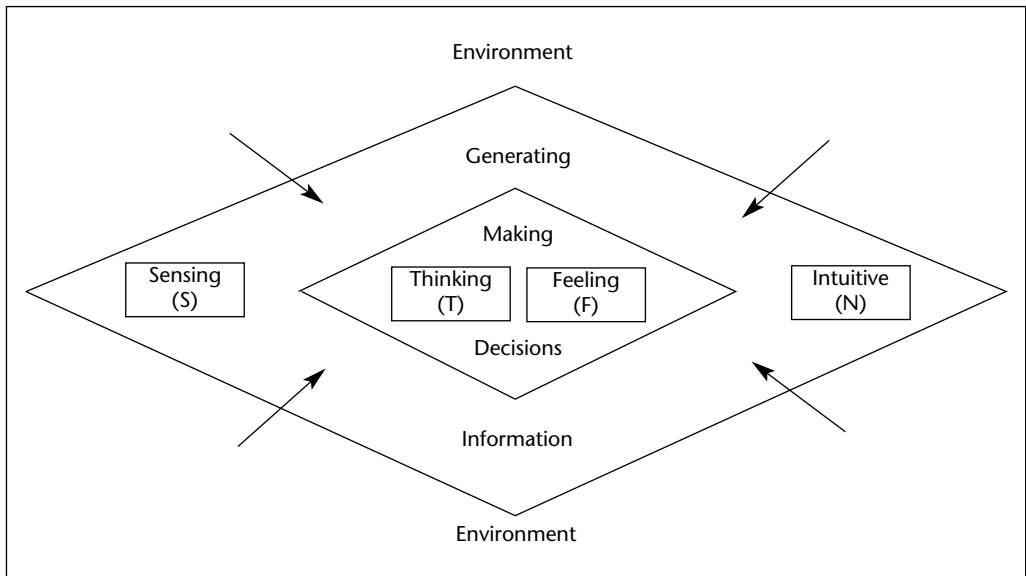 Environment
Generating
Making
Sensing
(S)
Thinking
(T)
Feeling
(F)
Intuitive
(N)
Decisions
Information
Environment